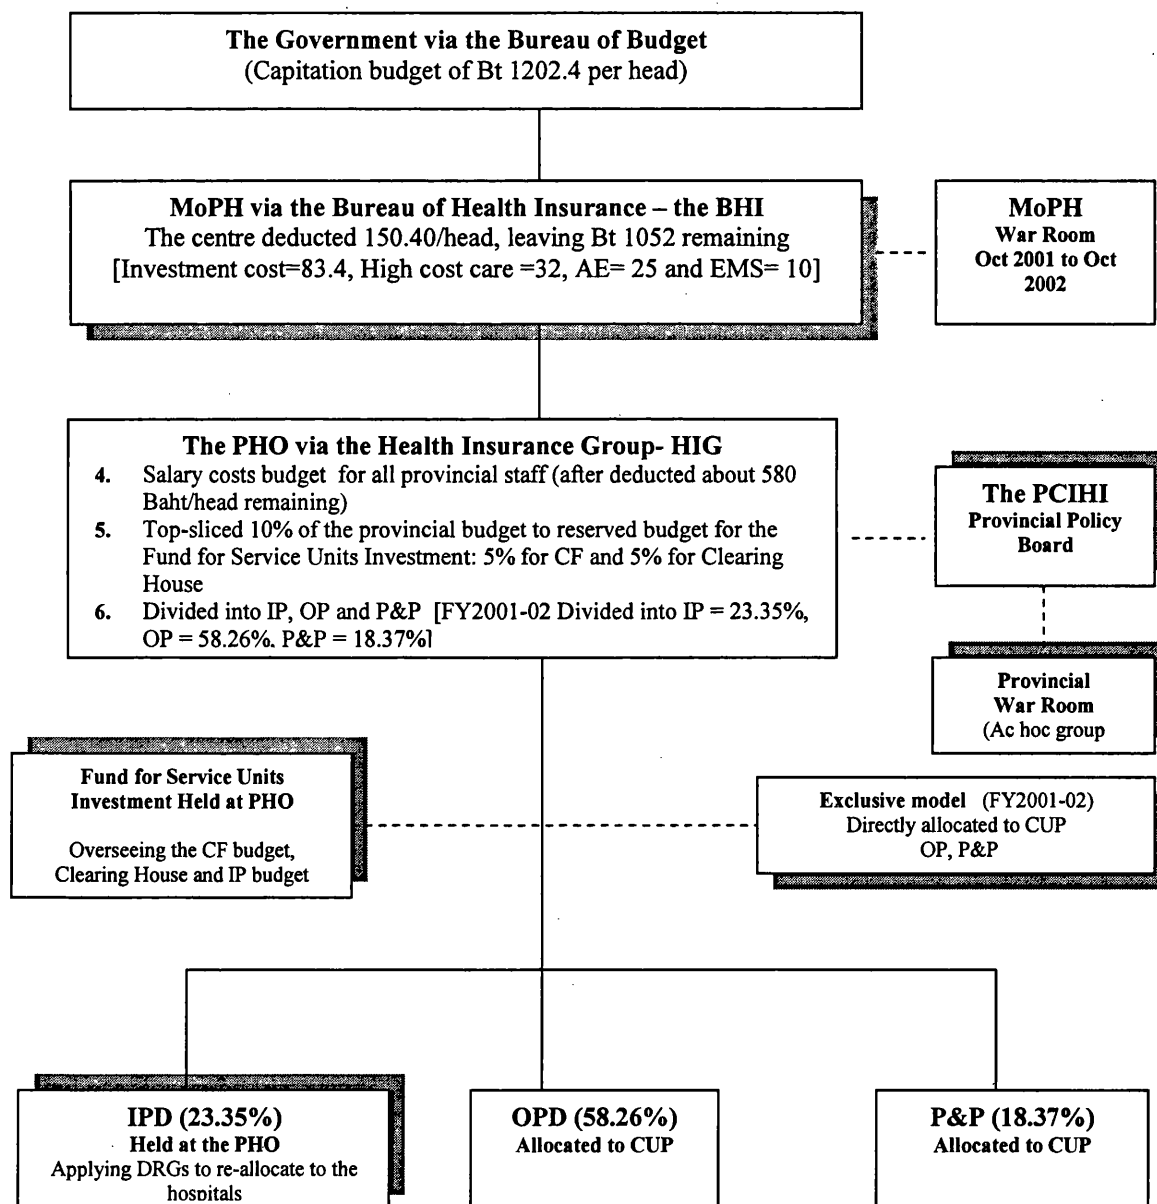 The Government via the Bureau of Budget
(Capitation budget of Bt 1202.4 per head)
MoPH via the Bureau of Health Insurance – the BHI
The centre deducted 150.40/head, leaving Bt 1052 remaining
[Investment cost=83.4, High cost care =32, AE= 25 and EMS= 10]
MoPH
War Room
Oct 2001 to Oct
2002
The PHO via the Health Insurance Group- HIG
4. Salary costs budget for all provincial staff (after deducted about 580
Baht/head remaining)
5. Top-sliced 10% of the provincial budget to reserved budget for the
Fund for Service Units Investment: 5% for CF and 5% for Clearing
House
6. Divided into IP, OP and P&P [FY2001-02 Divided into IP = 23.35%,
OP = 58.26%, P&P = 18.37%]
The PCIHI
Provincial Policy
Board
Provincial
War Room
(Ac hoc group
Fund for Service Units
Investment Held at PHO
Overseeing the CF budget,
Clearing House and IP budget
Exclusive model (FY2001-02)
Directly allocated to CUP
OP, P&P
IPD (23.35%)
Held at the PHO
Applying DRGs to re-allocate to the
hospitals
OPD (58.26%)
Allocated to CUP
P&P (18.37%)
Allocated to CUP